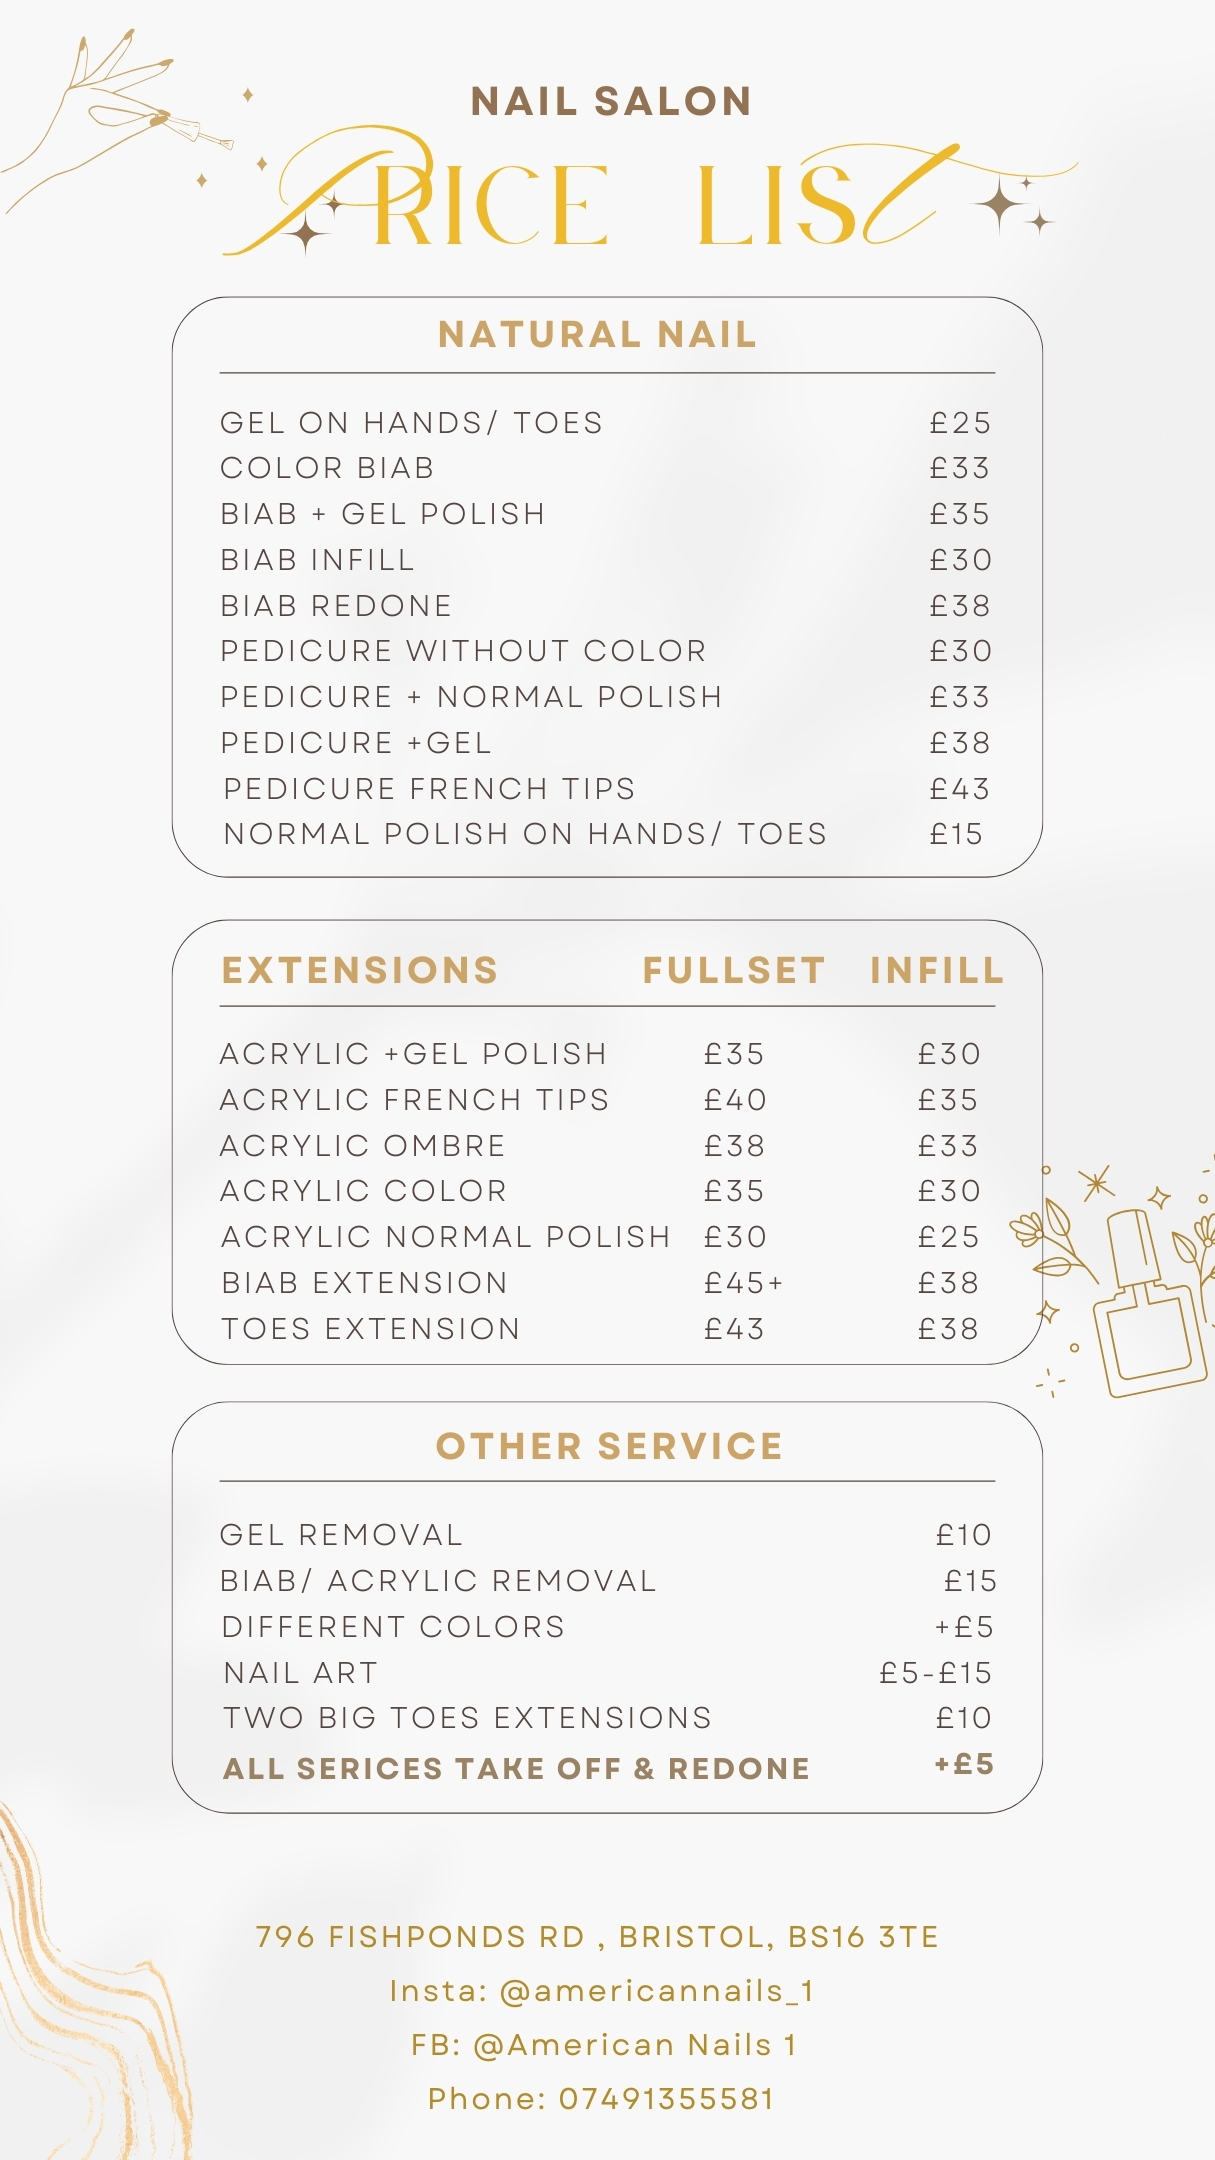 NAIL SALON
PRICE LIST
NATURAL NAIL
GEL ON HANDS/ TOES £25
COLOR BIAB £33
BIAB + GEL POLISH £35
BIAB INFILL £30
BIAB REDONE £38
PEDICURE WITHOUT COLOR £30
PEDICURE + NORMAL POLISH £33
PEDICURE +GEL £38
PEDICURE FRENCH TIPS £43
NORMAL POLISH ON HANDS/ TOES £15
EXTENSIONS FULLSET INFILL
ACRYLIC +GEL POLISH £35 £30
ACRYLIC FRENCH TIPS £40 £35
ACRYLIC OMBRE £38 £33
ACRYLIC COLOR £35 £30
ACRYLIC NORMAL POLISH £30 £25
BIAB EXTENSION £45+ £38
TOES EXTENSION £43 £38
OTHER SERVICE
GEL REMOVAL £10
BIAB/ ACRYLIC REMOVAL £15
DIFFERENT COLORS +£5
NAIL ART £5-£15
TWO BIG TOES EXTENSIONS £10
ALL SERICES TAKE OFF & REDONE +£5
796 FISHPONDS RD , BRISTOL, BS16 3TE
Insta: @americannails_1
FB: @American Nails 1
Phone: 07491355581